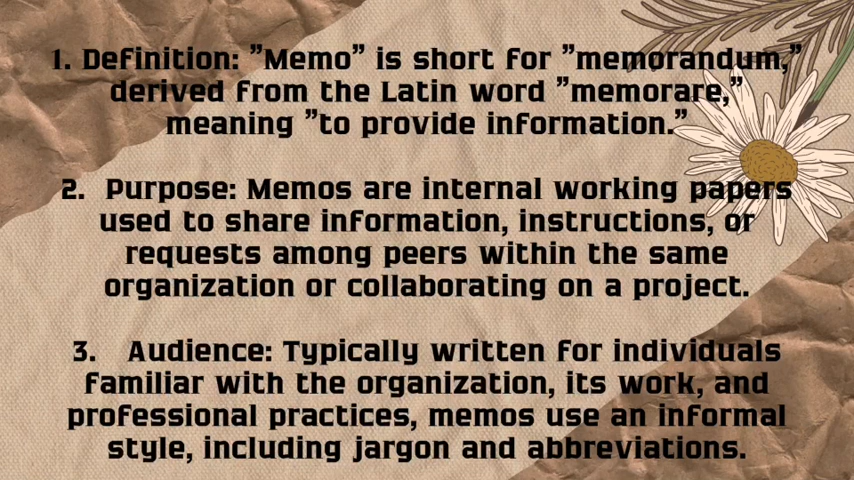 1. Definition: ”Memo” is short for ”memorandum,”
derived from the Latin word ”memorare,”
meaning ”to provide information.”
2. Purpose: Memos are internal working papers
used to share information, instructions, or
requests among peers within the same
organization or collaborating on a project.
3. Audience: Typically written for individuals
familiar with the organization, its work, and
professional practices, memos use an informal
style, including jargon and abbreviations.